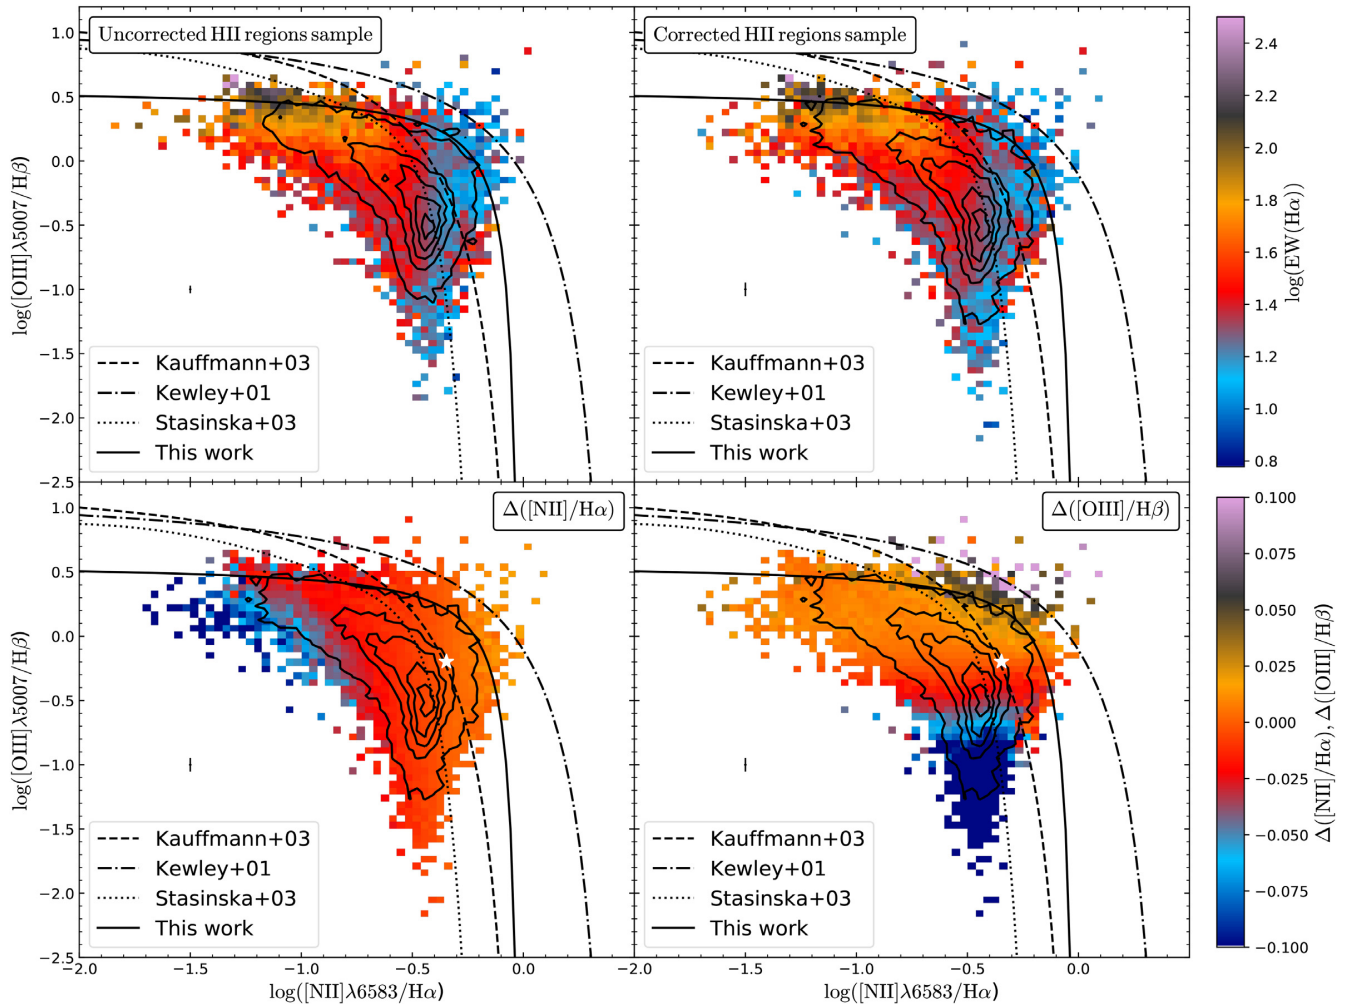 Uncorrected HII regions sample
Corrected HII regions sample
1.0
0.5
0.0
−0.5
−1.0
−1.5
−2.0
−2.5
log([OIII]λ5007/Hβ)
Kauffmann+03
Kewley+01
Stasinska+03
This work
Kauffmann+03
Kewley+01
Stasinska+03
This work
2.4
2.2
2.0
1.8
1.6
1.4
1.2
1.0
0.8
log(EW(Hα))
Δ([NII]/Hα)
Δ([OIII]/Hβ)
1.0
0.5
0.0
−0.5
−1.0
−1.5
−2.0
−2.5
log([OIII]λ5007/Hβ)
Kauffmann+03
Kewley+01
Stasinska+03
This work
Kauffmann+03
Kewley+01
Stasinska+03
This work
0.100
0.075
0.050
0.025
0.000
−0.025
−0.050
−0.075
−0.100
Δ([NII]/Hα), Δ([OIII]/Hβ)
−2.0 −1.5 −1.0 −0.5 0.0
−2.0 −1.5 −1.0 −0.5 0.0
log([NII]λ6583/Hα)
log([NII]λ6583/Hα)